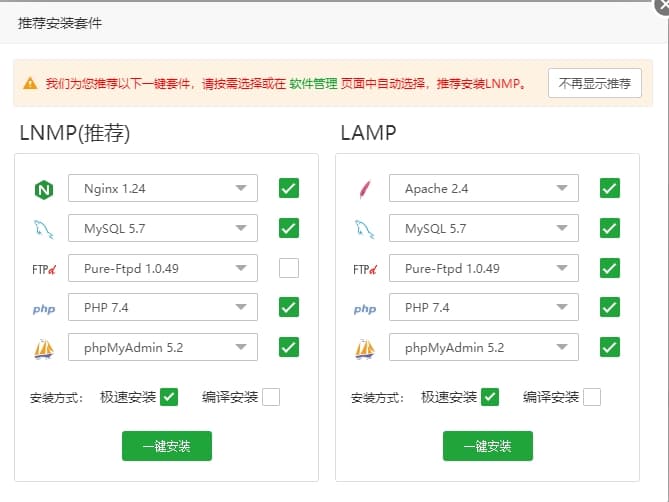 推荐安装套件
我们为您推荐以下一键套件，请按需选择或在 软件管理 页面中自动选择，推荐安装LNMP。 不再显示推荐
LNMP(推荐)
Nginx 1.24
MySQL 5.7
FTPd Pure-Ftpd 1.0.49
php PHP 7.4
phpMyAdmin 5.2
安装方式： 极速安装 编译安装
一键安装
LAMP
Apache 2.4
MySQL 5.7
FTPd Pure-Ftpd 1.0.49
php PHP 7.4
phpMyAdmin 5.2
安装方式： 极速安装 编译安装
一键安装